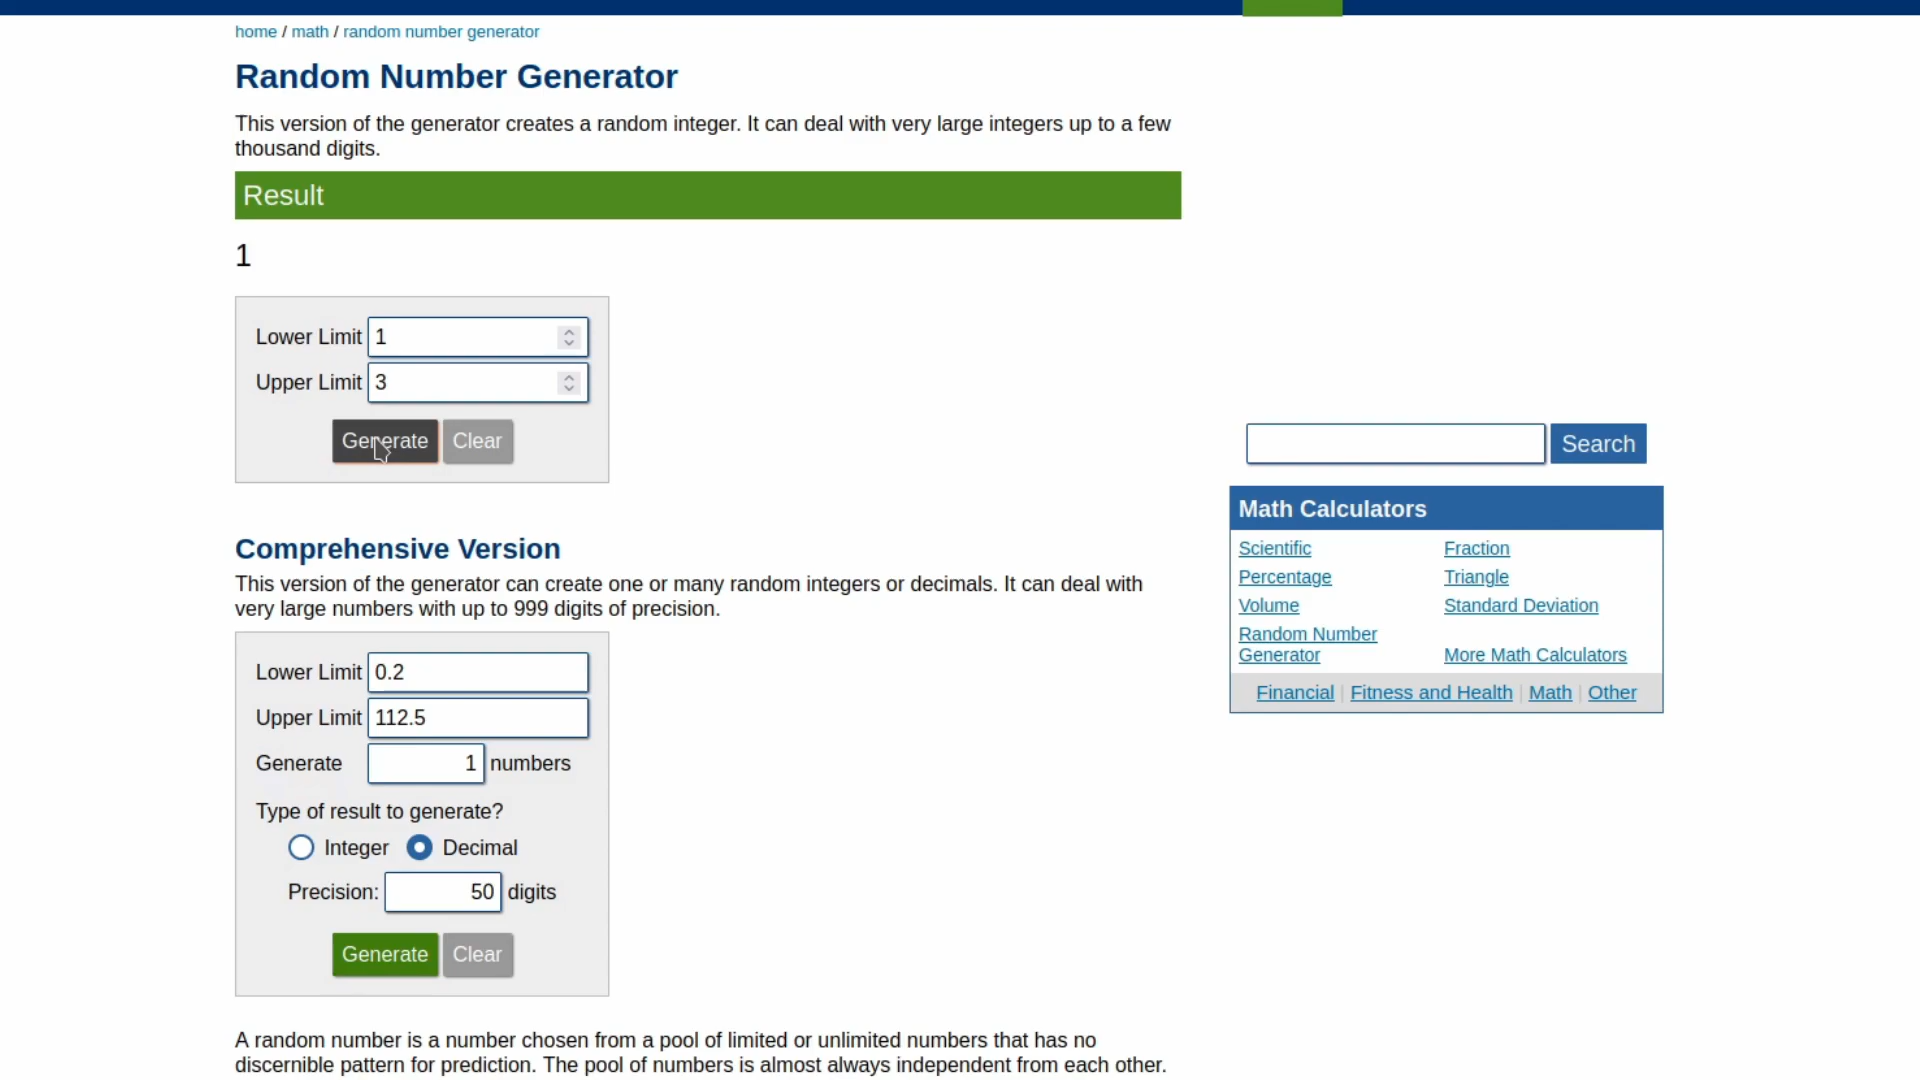 home / math / random number generator
Random Number Generator
This version of the generator creates a random integer. It can deal with very large integers up to a few
thousand digits.
Result
1
Lower Limit 1
Upper Limit 3
Generate Clear
Search
Comprehensive Version
This version of the generator can create one or many random integers or decimals. It can deal with
very large numbers with up to 999 digits of precision.
Lower Limit 0.2
Upper Limit 112.5
Generate 1 numbers
Type of result to generate?
Integer Decimal
Precision: 50 digits
Generate Clear
Math Calculators
Scientific Fraction
Percentage Triangle
Volume Standard Deviation
Random Number
Generator More Math Calculators
Financial | Fitness and Health | Math | Other
A random number is a number chosen from a pool of limited or unlimited numbers that has no
discernible pattern for prediction. The pool of numbers is almost always independent from each other.